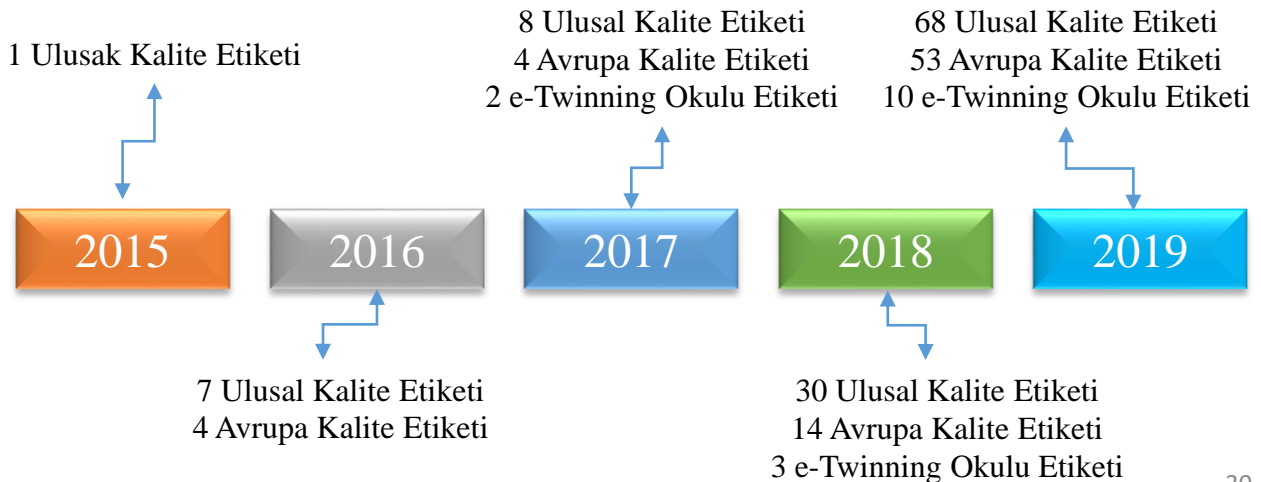 1 Ulusak Kalite Etiketi
8 Ulusal Kalite Etiketi
4 Avrupa Kalite Etiketi
2 e-Twinning Okulu Etiketi
68 Ulusal Kalite Etiketi
53 Avrupa Kalite Etiketi
10 e-Twinning Okulu Etiketi
2015
2016
2017
2018
2019
7 Ulusal Kalite Etiketi
4 Avrupa Kalite Etiketi
30 Ulusal Kalite Etiketi
14 Avrupa Kalite Etiketi
3 e-Twinning Okulu Etiketi